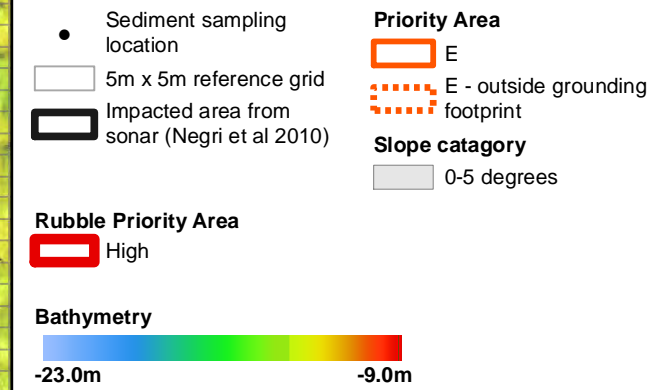 Sediment sampling
location
5m x 5m reference grid
Impacted area from
sonar (Negri et al 2010)
Rubble Priority Area
High
Priority Area
E
E - outside grounding
footprint
Slope catagory
0-5 degrees
Bathymetry
-23.0m -9.0m